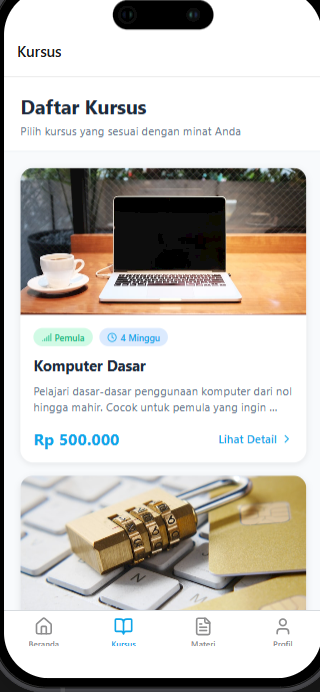 Kursus
Daftar Kursus
Pilih kursus yang sesuai dengan minat Anda
Pemula
4 Minggu
Komputer Dasar
Pelajari dasar-dasar penggunaan komputer dari nol
hingga mahir. Cocok untuk pemula yang ingin ...
Rp 500.000
Lihat Detail
Beranda
Kursus
Materi
Profil